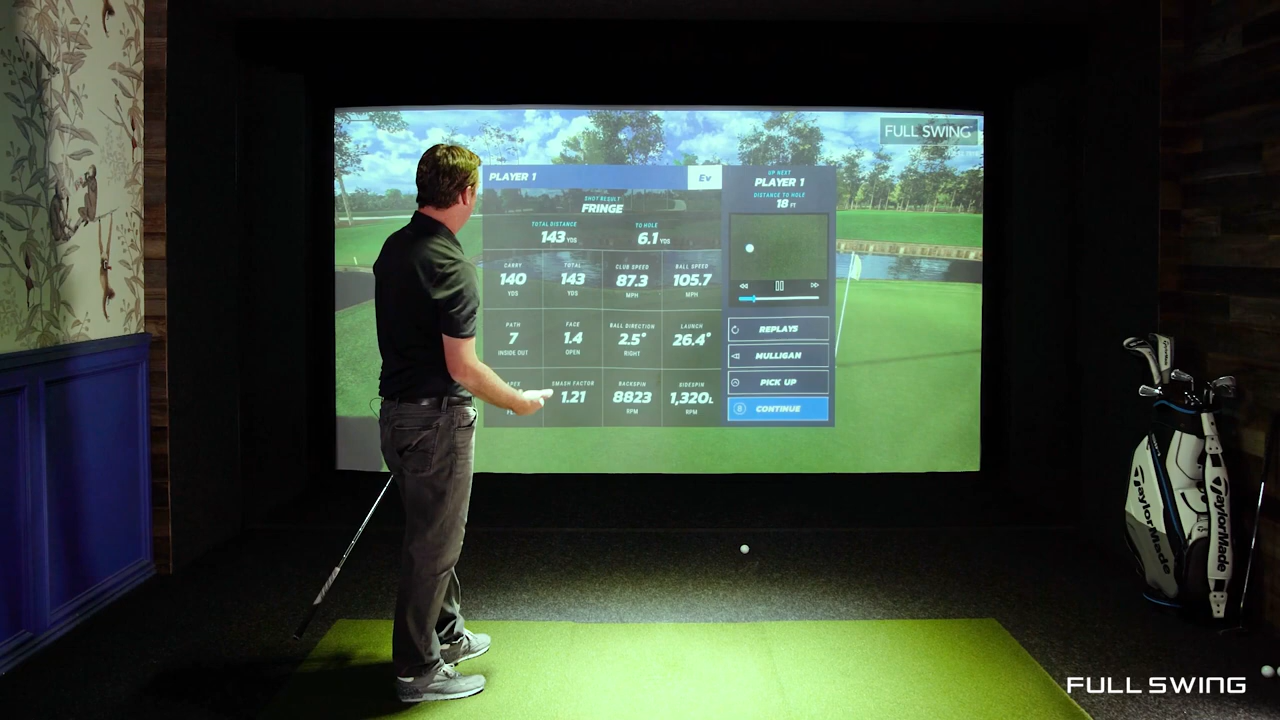 FULL SWING
PLAYER 1
Ev
SHOT RESULT
FRINGE
TOTAL DISTANCE
143 YDS
TO HOLE
6.1 YDS
CARRY
140
YDS
TOTAL
143
YDS
CLUB SPEED
87.3
MPH
BALL SPEED
105.7
MPH
PATH
7
INSIDE OUT
FACE
1.4
OPEN
BALL DIRECTION
2.5°
RIGHT
LAUNCH
26.4°
SMASH FACTOR
1.21
BACKSPIN
8823
RPM
SIDESPIN
1,320L
RPM
UP NEXT
PLAYER 1
DISTANCE TO HOLE
18 FT
REPLAYS
MULLIGAN
PICK UP
CONTINUE
TaylorMade
TaylorMade
FULL SWING